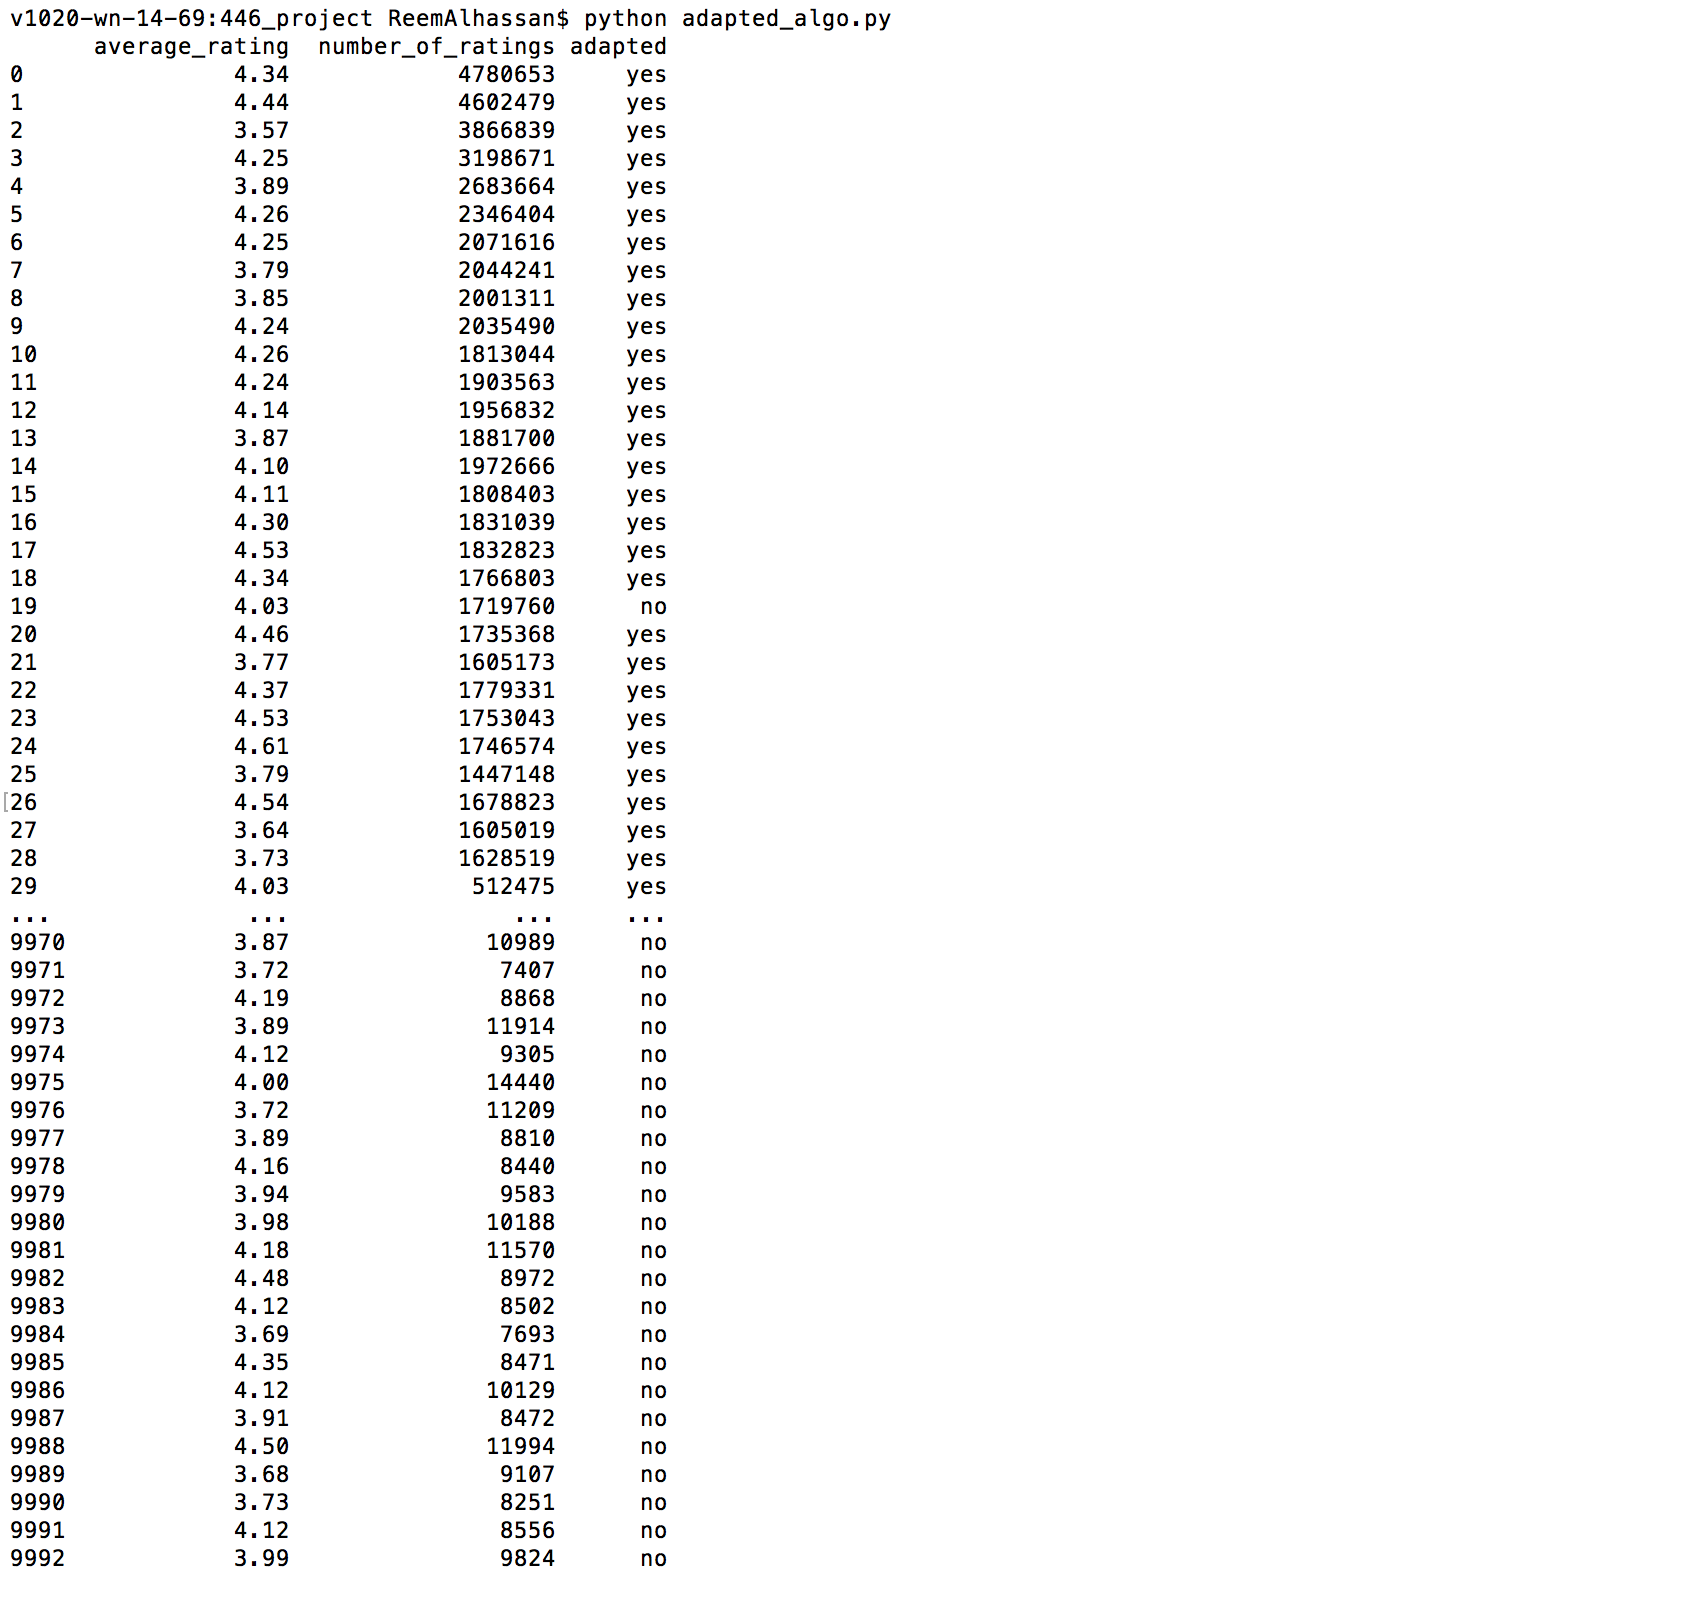 v1020-wn-14-69:446_project ReemAlhassan$ python adapted_algo.py
average_rating number_of_ratings adapted
0 4.34 4780653 yes
1 4.44 4602479 yes
2 3.57 3866839 yes
3 4.25 3198671 yes
4 3.89 2683664 yes
5 4.26 2346404 yes
6 4.25 2071616 yes
7 3.79 2044241 yes
8 3.85 2001311 yes
9 4.24 2035490 yes
10 4.26 1813044 yes
11 4.24 1903563 yes
12 4.14 1956832 yes
13 3.87 1881700 yes
14 4.10 1972666 yes
15 4.11 1808403 yes
16 4.30 1831039 yes
17 4.53 1832823 yes
18 4.34 1766803 yes
19 4.03 1719760 no
20 4.46 1735368 yes
21 3.77 1605173 yes
22 4.37 1779331 yes
23 4.53 1753043 yes
24 4.61 1746574 yes
25 3.79 1447148 yes
[26 4.54 1678823 yes
27 3.64 1605019 yes
28 3.73 1628519 yes
29 4.03 512475 yes
... ... ... ...
9970 3.87 10989 no
9971 3.72 7407 no
9972 4.19 8868 no
9973 3.89 11914 no
9974 4.12 9305 no
9975 4.00 14440 no
9976 3.72 11209 no
9977 3.89 8810 no
9978 4.16 8440 no
9979 3.94 9583 no
9980 3.98 10188 no
9981 4.18 11570 no
9982 4.48 8972 no
9983 4.12 8502 no
9984 3.69 7693 no
9985 4.35 8471 no
9986 4.12 10129 no
9987 3.91 8472 no
9988 4.50 11994 no
9989 3.68 9107 no
9990 3.73 8251 no
9991 4.12 8556 no
9992 3.99 9824 no